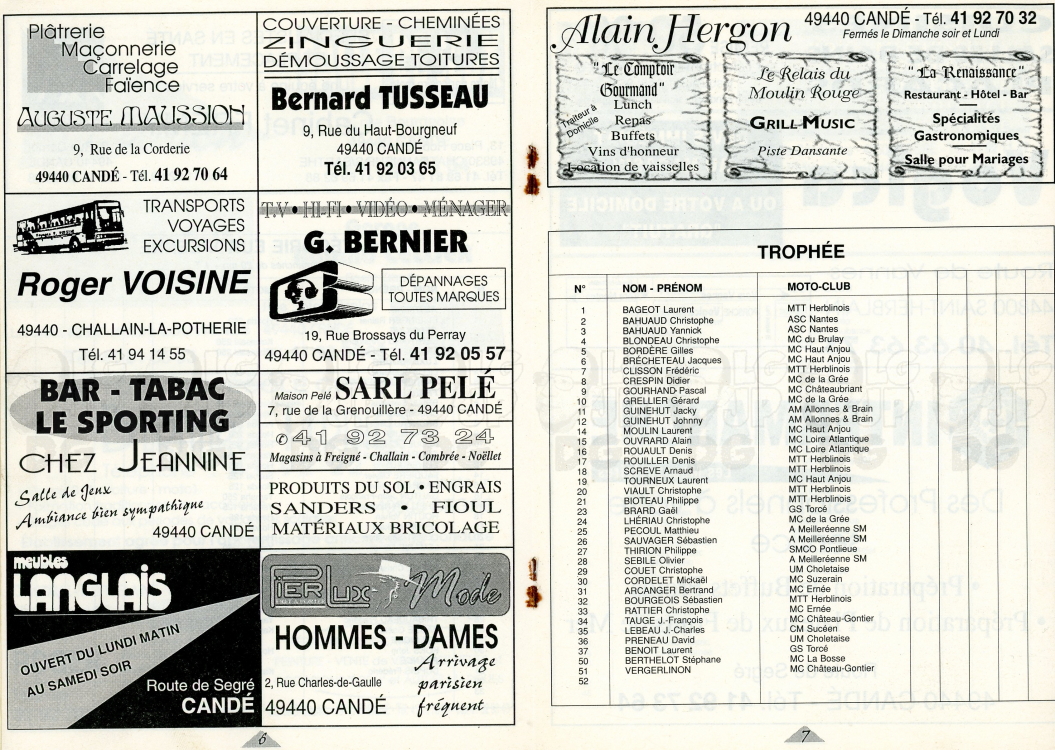 Plâtrerie
Maçonnerie
Carrelage
Faïence
AUGUSTE MAUSSION
9, Rue de la Corderie
49440 CANDÉ - Tél. 41 92 70 64
COUVERTURE - CHEMINÉES
ZINGUERIE
DÉMOUSSAGE TOITURES
Bernard TUSSEAU
9, Rue du Haut-Bourgneuf
49440 CANDÉ
Tél. 41 92 03 65
TRANSPORTS
VOYAGES
EXCURSIONS
Roger VOISINE
49440 - CHALLAIN-LA-POTHERIE
Tél. 41 94 14 55
T.V • HI-FI • VIDÉO • MÉNAGER
G. BERNIER
DÉPANNAGES
TOUTES MARQUES
19, Rue Brossays du Perray
49440 CANDÉ - Tél. 41 92 05 57
BAR - TABAC
LE SPORTING
CHEZ JEANNINE
Salle de Jeux
Ambiance bien sympathique
49440 CANDÉ
Maison Pelé SARL PELÉ
7, rue de la Grenouillère - 49440 CANDÉ
✆41 92 73 24
Magasins à Freigné - Challain - Combrée - Noëllet
PRODUITS DU SOL • ENGRAIS
SANDERS • FIOUL
MATÉRIAUX BRICOLAGE
meubles
LANGLAIS
OUVERT DU LUNDI MATIN
AU SAMEDI SOIR
Route de Segré
CANDÉ
PIER Lux Mode
HOMMES - DAMES
Arrivage
parisien
fréquent
2, Rue Charles-de-Gaulle
49440 CANDÉ
6
Alain Hergon
49440 CANDÉ - Tél. 41 92 70 32
Fermés le Dimanche soir et Lundi
"Le Comptoir
Gourmand"
Traiteur à
Domicile
Lunch
Repas
Buffets
Vins d'honneur
Location de vaisselles
Le Relais du
Moulin Rouge
GRILL MUSIC
Piste Dansante
"La Renaissance"
Restaurant - Hôtel - Bar
Spécialités
Gastronomiques
Salle pour Mariages
TROPHÉE
N° NOM - PRÉNOM MOTO-CLUB
1 BAGEOT Laurent MTT Herblinois
2 BAHUAUD Christophe ASC Nantes
3 BAHUAUD Yannick ASC Nantes
4 BLONDEAU Christophe MC du Brulay
5 BORDÈRE Gilles MC Haut Anjou
6 BRÉCHETEAU Jacques MC Haut Anjou
7 CLISSON Frédéric MTT Herblinois
8 CRESPIN Didier MC de la Grée
9 GOURHAND Pascal MC Châteaubriant
10 GRELLIER Gérard MC de la Grée
11 GUINEHUT Jacky AM Allonnes & Brain
12 GUINEHUT Johnny AM Allonnes & Brain
14 MOULIN Laurent MC Haut Anjou
15 OUVRARD Alain MC Loire Atlantique
16 ROUAULT Denis MC Loire Atlantique
17 ROUILLER Denis MTT Herblinois
18 SCREVE Arnaud MTT Herblinois
19 TOURNEUX Laurent MC Haut Anjou
20 VIAULT Christophe MTT Herblinois
21 BIOTEAU Philippe MTT Herblinois
23 BRARD Gaël GS Torcé
24 LHÉRIAU Christophe MC de la Grée
25 PECOUL Matthieu A Meilleréenne SM
26 SAUVAGER Sébastien A Meilleréenne SM
27 THIRION Philippe SMCO Pontlieue
28 SEBILE Olivier A Meilleréenne SM
29 COUET Christophe UM Choletaise
30 CORDELET Mickaèl MC Suzerain
31 ARCANGER Bertrand MC Ernée
32 BOURGEOIS Sébastien MTT Herblinois
33 RATTIER Christophe MC Ernée
34 TAUGE J.-François MC Château-Gontier
35 LEBEAU J.-Charles CM Sucéen
36 PRENEAU David UM Choletaise
37 BENOIT Laurent GS Torcé
50 BERTHELOT Stéphane MC La Bosse
51 VERGERLINON MC Château-Gontier
52
7